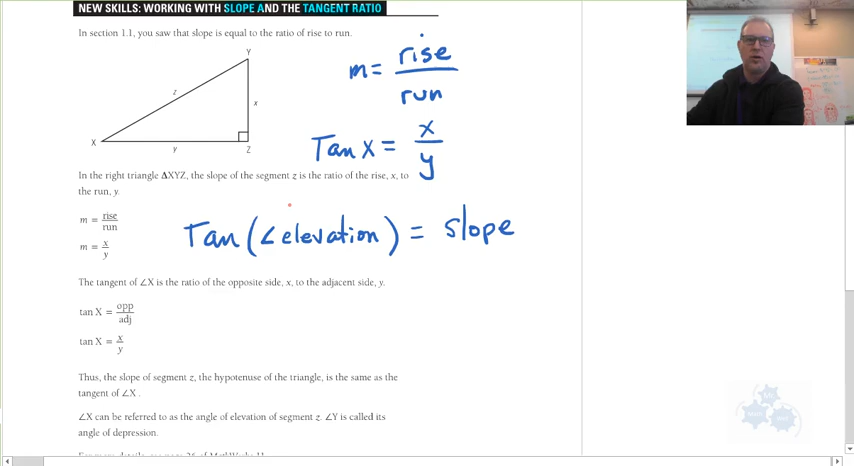 NEW SKILLS: WORKING WITH SLOPE AND THE TANGENT RATIO
In section 1.1, you saw that slope is equal to the ratio of rise to run.
m = rise
run
Y
z
x
X
y
Z
Tan X = x
y
In the right triangle ΔXYZ, the slope of the segment z is the ratio of the rise, x, to
the run, y.
m = rise
run
m = x
y
Tan (∠ elevation) = slope
The tangent of ∠X is the ratio of the opposite side, x, to the adjacent side, y.
tan X = opp
adj
tan X = x
y
Thus, the slope of segment z, the hypotenuse of the triangle, is the same as the
tangent of ∠X .
∠X can be referred to as the angle of elevation of segment z. ∠Y is called its
angle of depression.